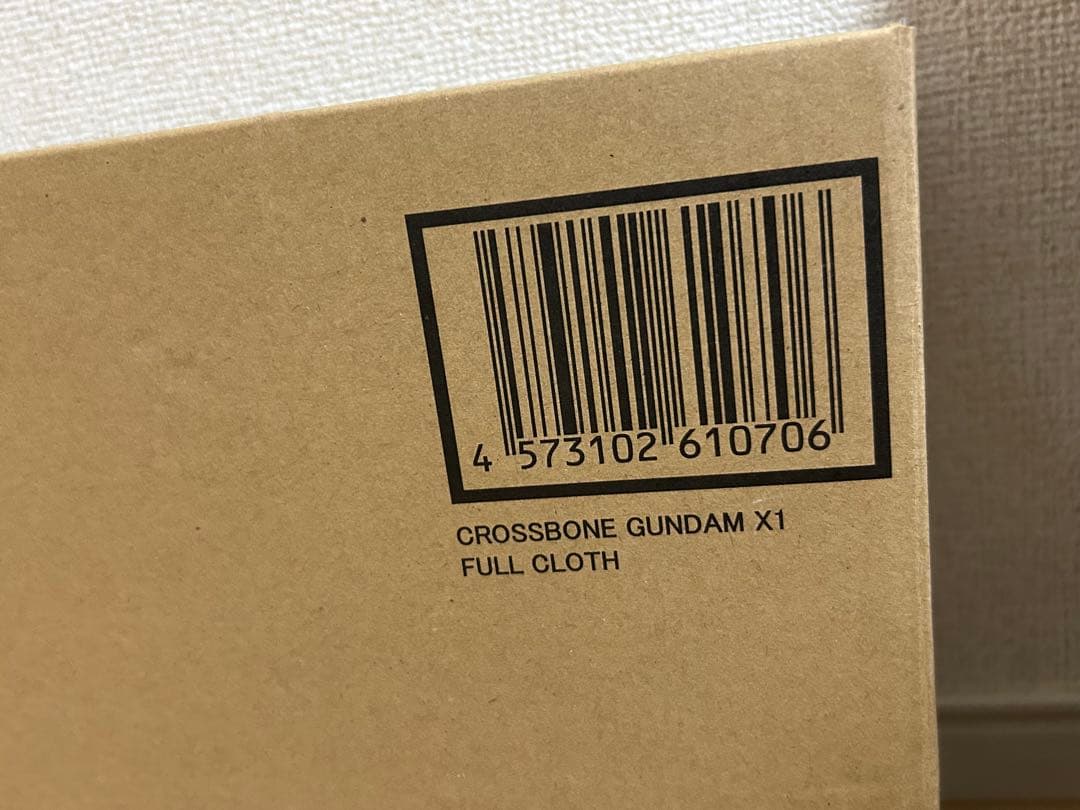 4 573102 610706
CROSSBONE GUNDAM X1
FULL CLOTH